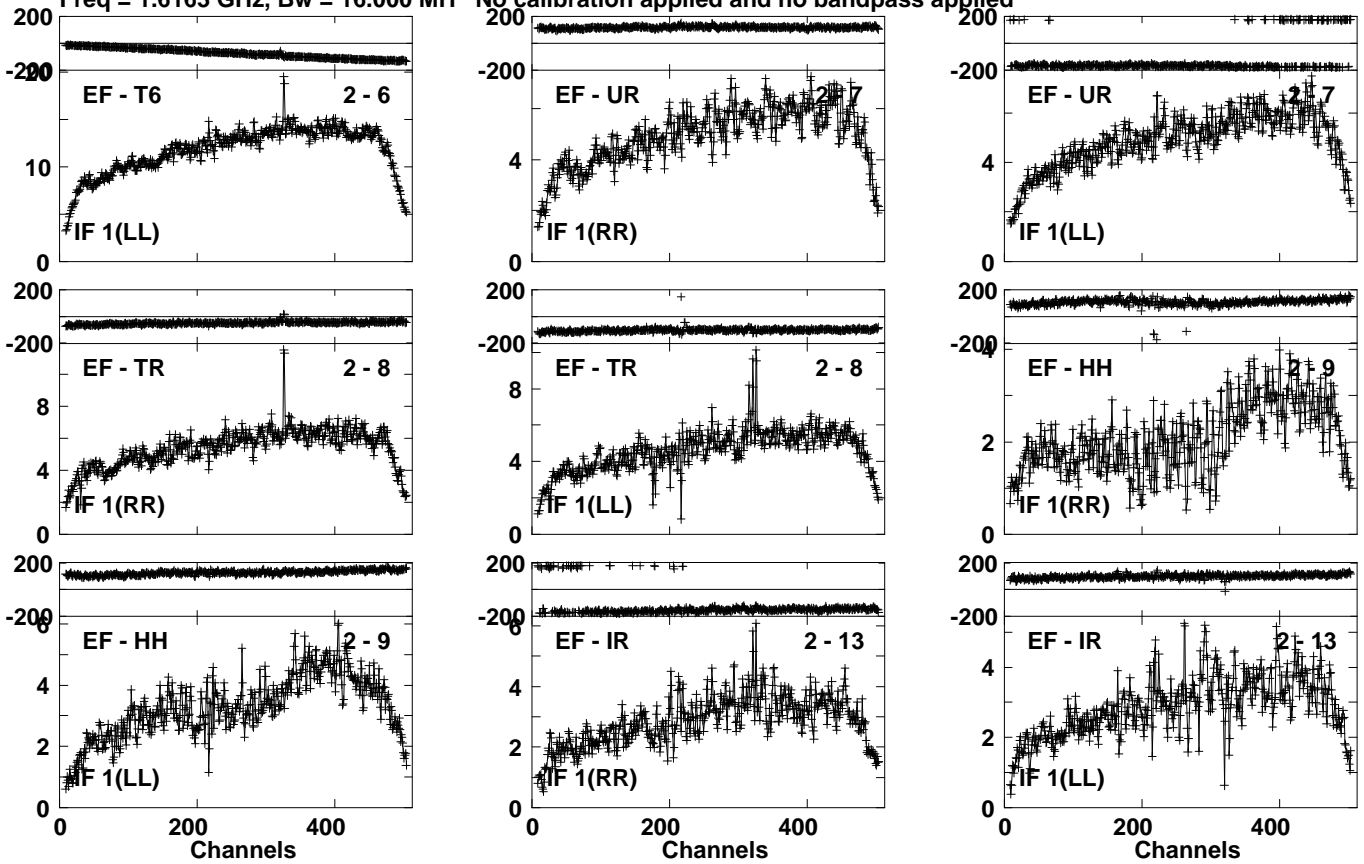 Freq = 1.6163 GHz, Bw = 16.000 MH No calibration applied and no bandpass applied
200 200 200
-200 -200 -200
20
EF - T6 2 - 6 EF - UR 2 - 7 EF - UR 2 - 7
10 4 4
IF 1(LL) IF 1(RR) IF 1(LL)
0 0 0
200 200 200
-200 -200 -200
4
EF - TR 2 - 8 EF - TR 2 - 8 EF - HH 2 - 9
8 8
4 4 2
IF 1(RR) IF 1(LL) IF 1(RR)
0 0 0
200 200 200
-200 -200 -200
6 6
EF - HH 2 - 9 EF - IR 2 - 13 EF - IR 2 - 13
4 4 4
2 2 2
IF 1(LL) IF 1(RR) IF 1(LL)
0 0 0
0 200 400 0 200 400 0 200 400
Channels Channels Channels